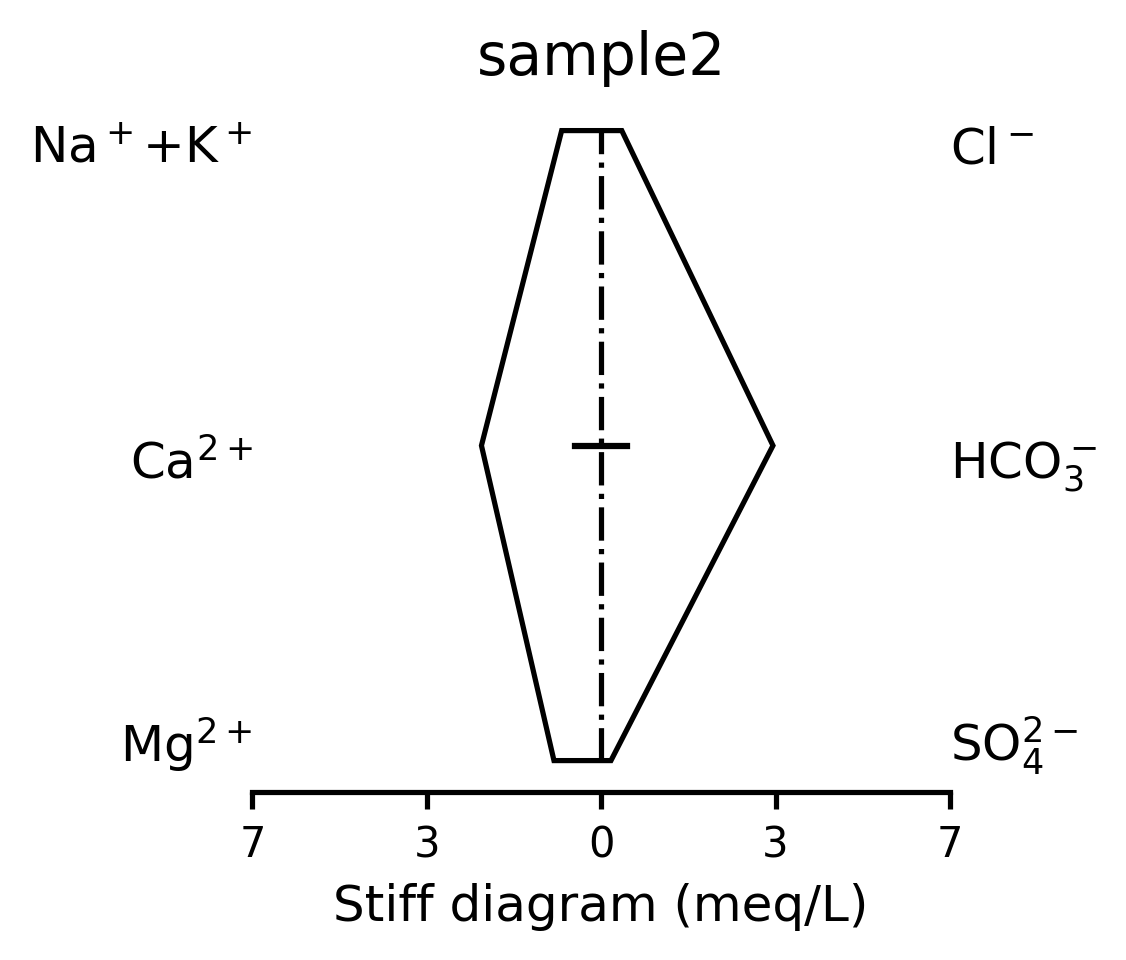 sample2
Na⁺+K⁺ Cl⁻
Ca²⁺ HCO₃⁻
Mg²⁺ SO₄²⁻
7 3 0 3 7
Stiff diagram (meq/L)